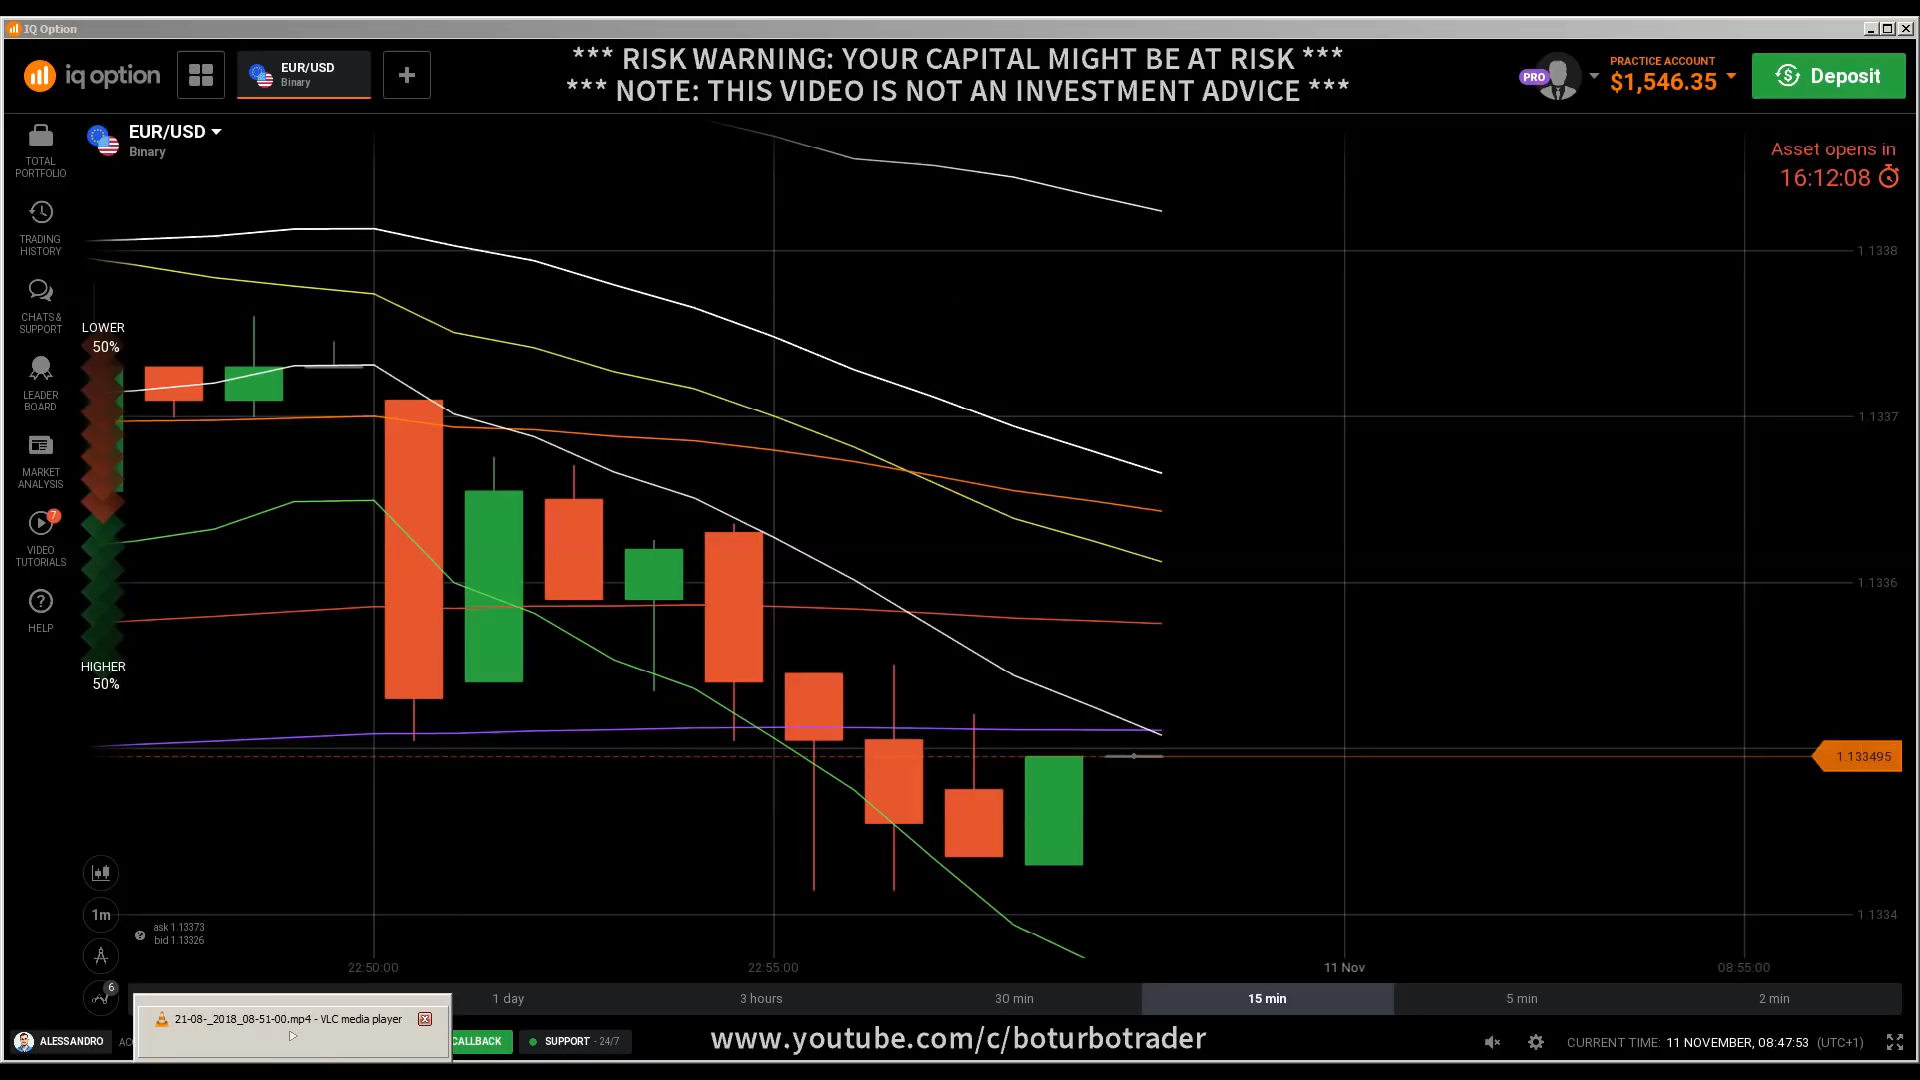 IQ Option
iq option
EUR/USD
Binary
*** RISK WARNING: YOUR CAPITAL MIGHT BE AT RISK ***
*** NOTE: THIS VIDEO IS NOT AN INVESTMENT ADVICE ***
PRO
PRACTICE ACCOUNT
$1,546.35
Deposit
EUR/USD
Binary
Asset opens in
16:12:08
TOTAL
PORTFOLIO
TRADING
HISTORY
CHATS &
SUPPORT
LEADER
BOARD
MARKET
ANALYSIS
7
VIDEO
TUTORIALS
?
HELP
LOWER
50%
HIGHER
50%
1.1338
1.1337
1.1336
1.133495
1.1334
1m
ask 1.13373
bid 1.13326
22:50:00
22:55:00
11 Nov
08:55:00
6
1 day
3 hours
30 min
15 min
5 min
2 min
21-08-_2018_08-51-00.mp4 - VLC media player
ALESSANDRO
CALLBACK
SUPPORT - 24/7
www.youtube.com/c/boturbotrader
CURRENT TIME: 11 NOVEMBER, 08:47:53 (UTC+1)